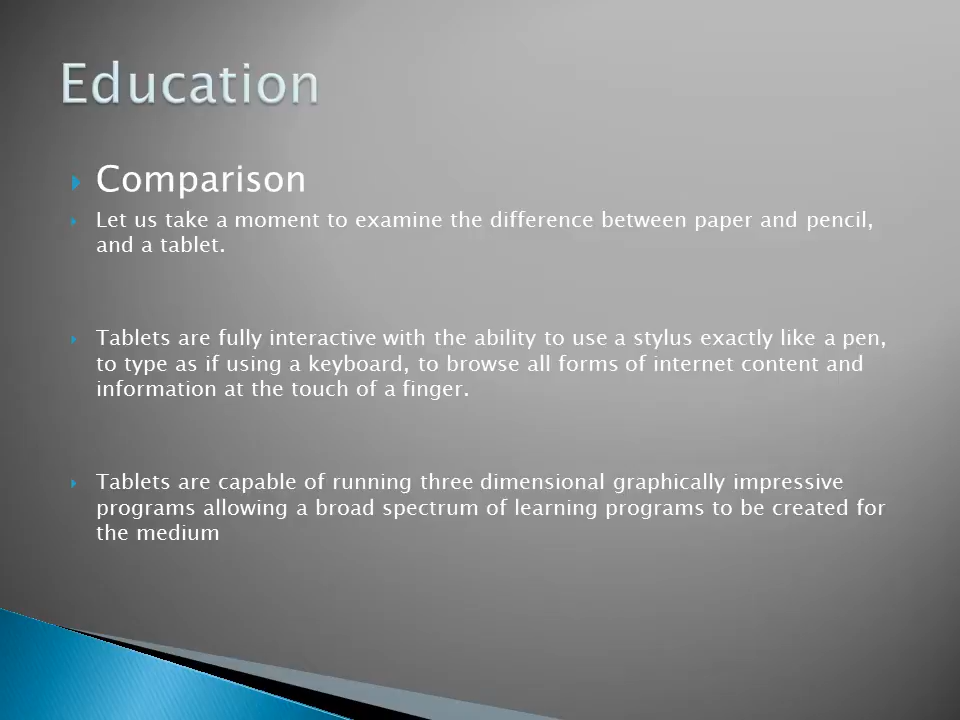 Education
Comparison
Let us take a moment to examine the difference between paper and pencil,
and a tablet.
Tablets are fully interactive with the ability to use a stylus exactly like a pen,
to type as if using a keyboard, to browse all forms of internet content and
information at the touch of a finger.
Tablets are capable of running three dimensional graphically impressive
programs allowing a broad spectrum of learning programs to be created for
the medium